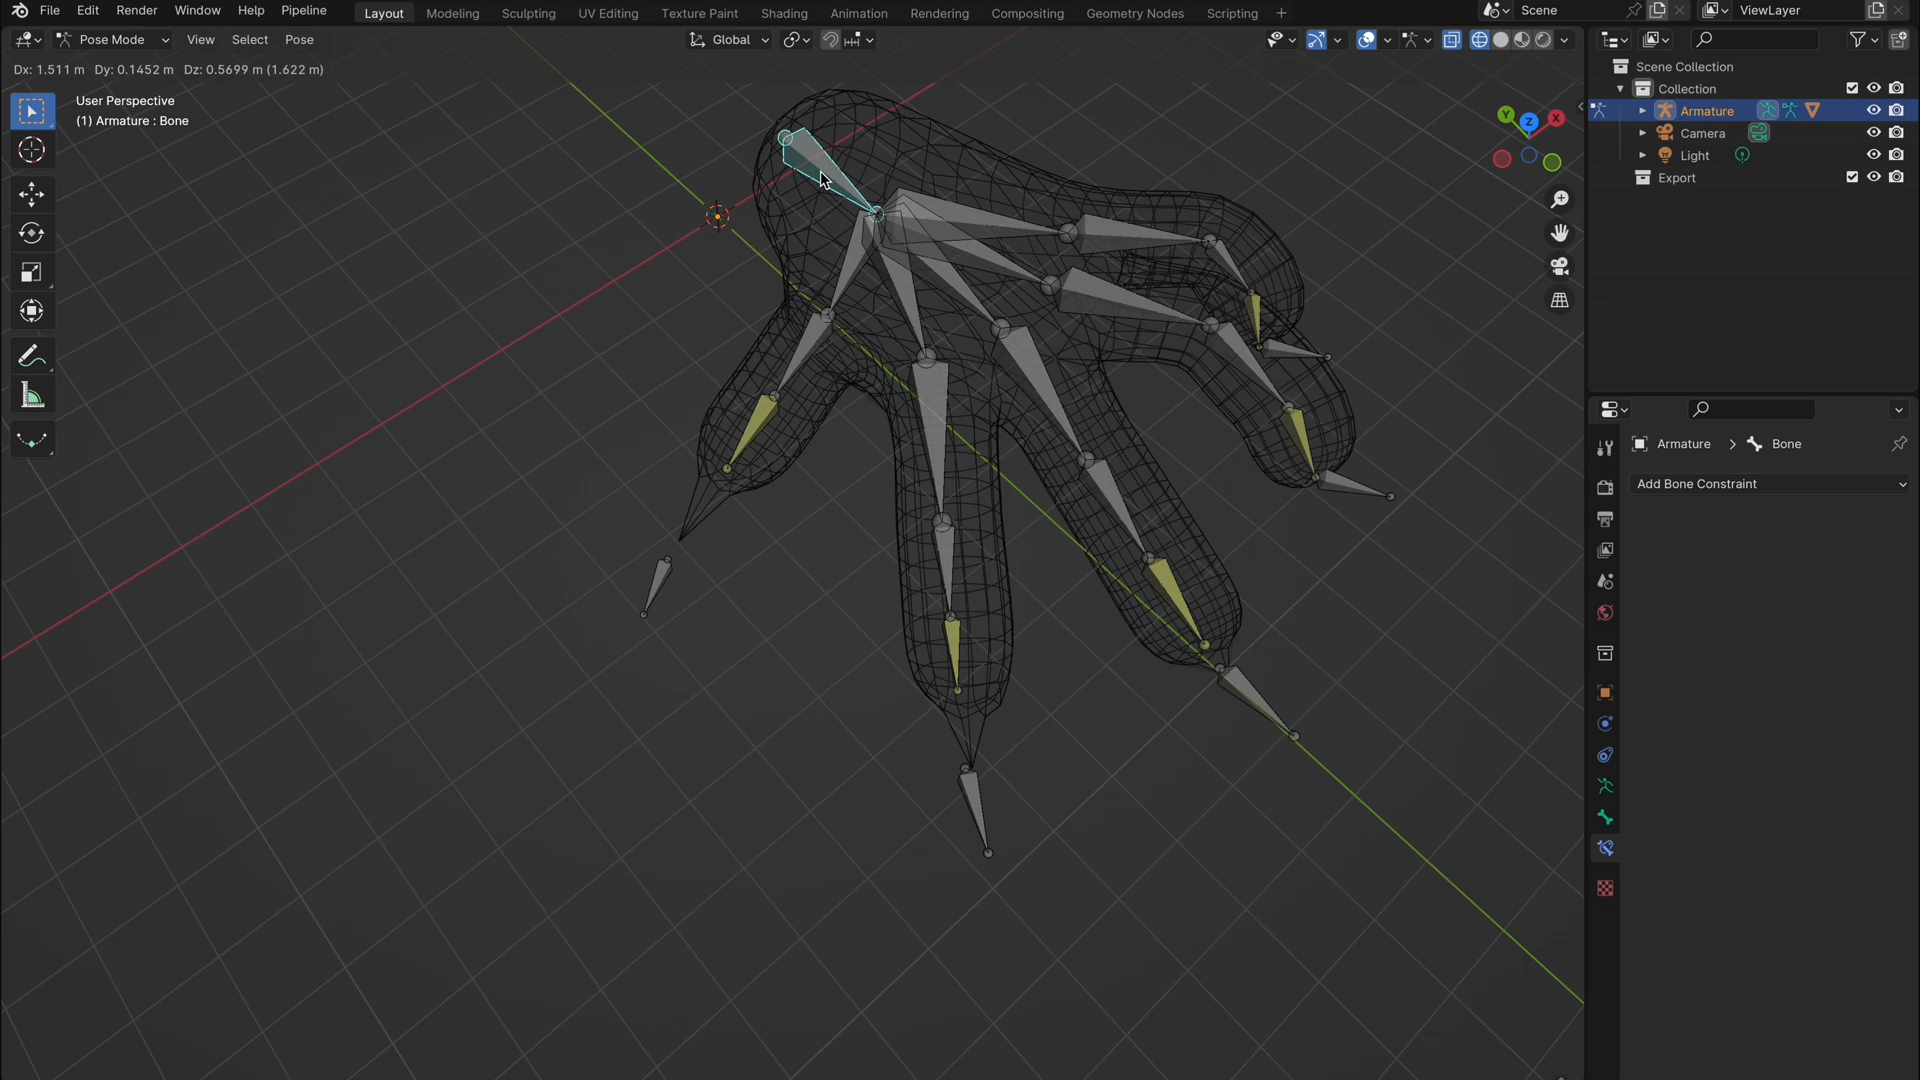 File Edit Render Window Help Pipeline Layout Modeling Sculpting UV Editing Texture Paint Shading Animation Rendering Compositing Geometry Nodes Scripting + Scene ViewLayer
Pose Mode View Select Pose Global
Dx: 1.511 m Dy: 0.1452 m Dz: 0.5699 m (1.622 m)
User Perspective
(1) Armature : Bone
Y X Z
Scene Collection
Collection
Armature
Camera
Light
Export
Armature > Bone
Add Bone Constraint